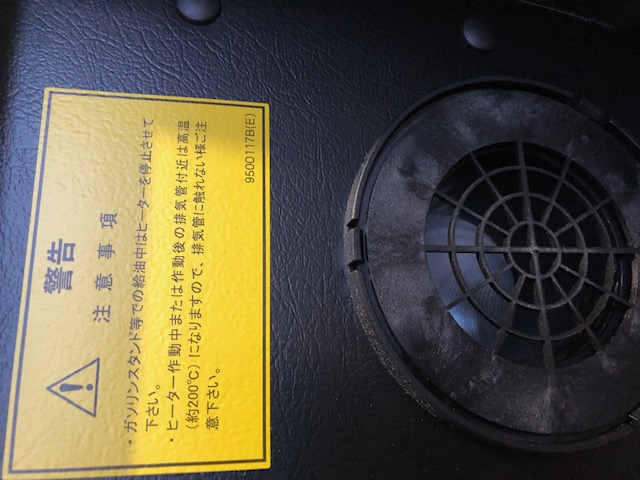 警告
注意事項
・ガソリンスタンド等での給油中はヒーターを停止させて
下さい。
・ヒーター作動中または作動後の排気管付近は高温
(約200℃)になりますので、排気管に触れない様ご注
意下さい。
9500117B(E)